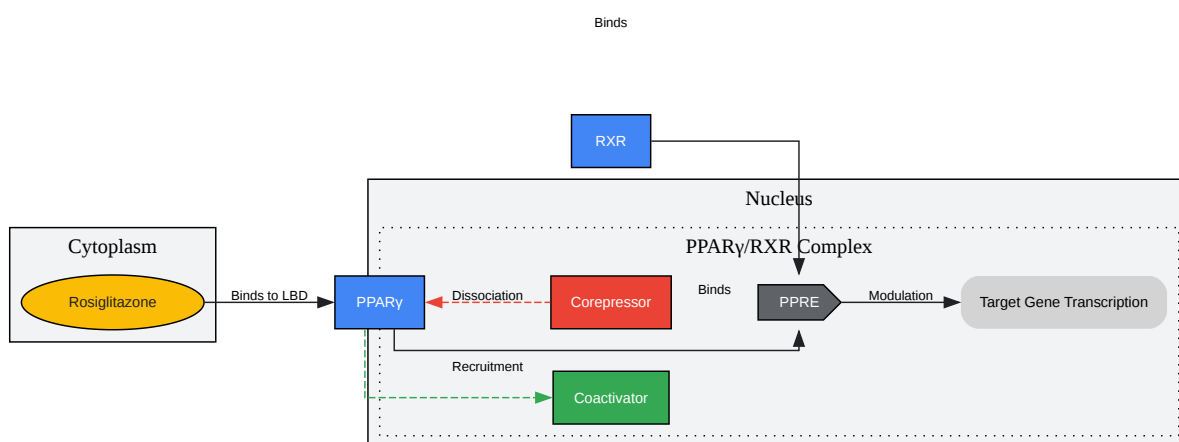 Binds
RXR
Nucleus
Cytoplasm
PPARγ/RXR Complex
Rosiglitazone
Binds to LBD
PPARγ
Dissociation
Corepressor
Binds
PPRE
Modulation
Target Gene Transcription
Recruitment
Coactivator